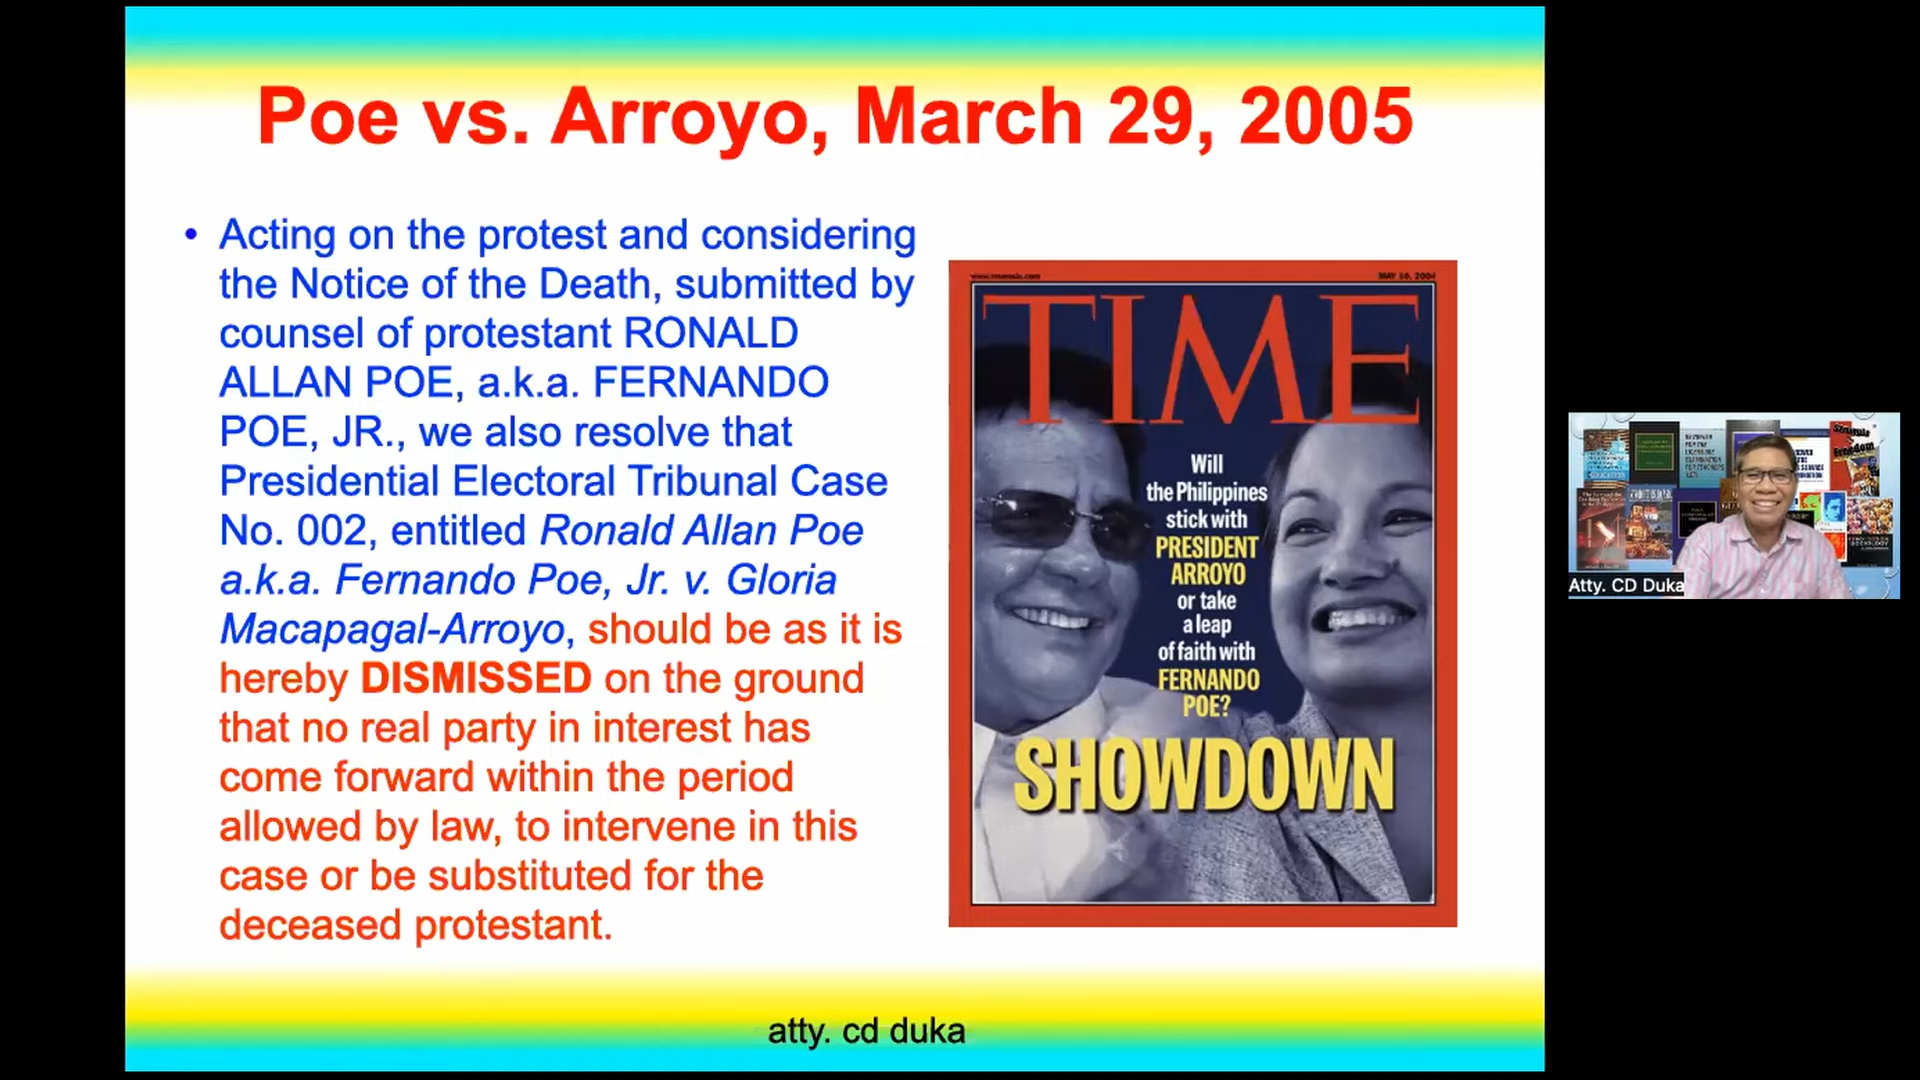 Poe vs. Arroyo, March 29, 2005
• Acting on the protest and considering
the Notice of the Death, submitted by
counsel of protestant RONALD
ALLAN POE, a.k.a. FERNANDO
POE, JR., we also resolve that
Presidential Electoral Tribunal Case
No. 002, entitled Ronald Allan Poe
a.k.a. Fernando Poe, Jr. v. Gloria
Macapagal-Arroyo, should be as it is
hereby DISMISSED on the ground
that no real party in interest has
come forward within the period
allowed by law, to intervene in this
case or be substituted for the
deceased protestant.
MAY 10, 2004
TIME
Will
the Philippines
stick with
PRESIDENT
ARROYO
or take
a leap
of faith with
FERNANDO
POE?
SHOWDOWN
atty. cd duka
Atty. CD Duka